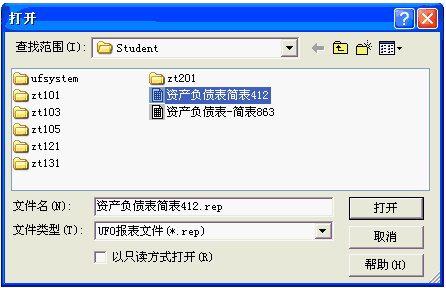 打开
查找范围(I): Student
ufsystem
zt101
zt103
zt105
zt121
zt131
zt201
资产负债表简表412
资产负债表-简表863
文件名(N): 资产负债表简表412.rep 打开
文件类型(T): UFO报表文件(*.rep) 取消
以只读方式打开(R) 帮助(H)